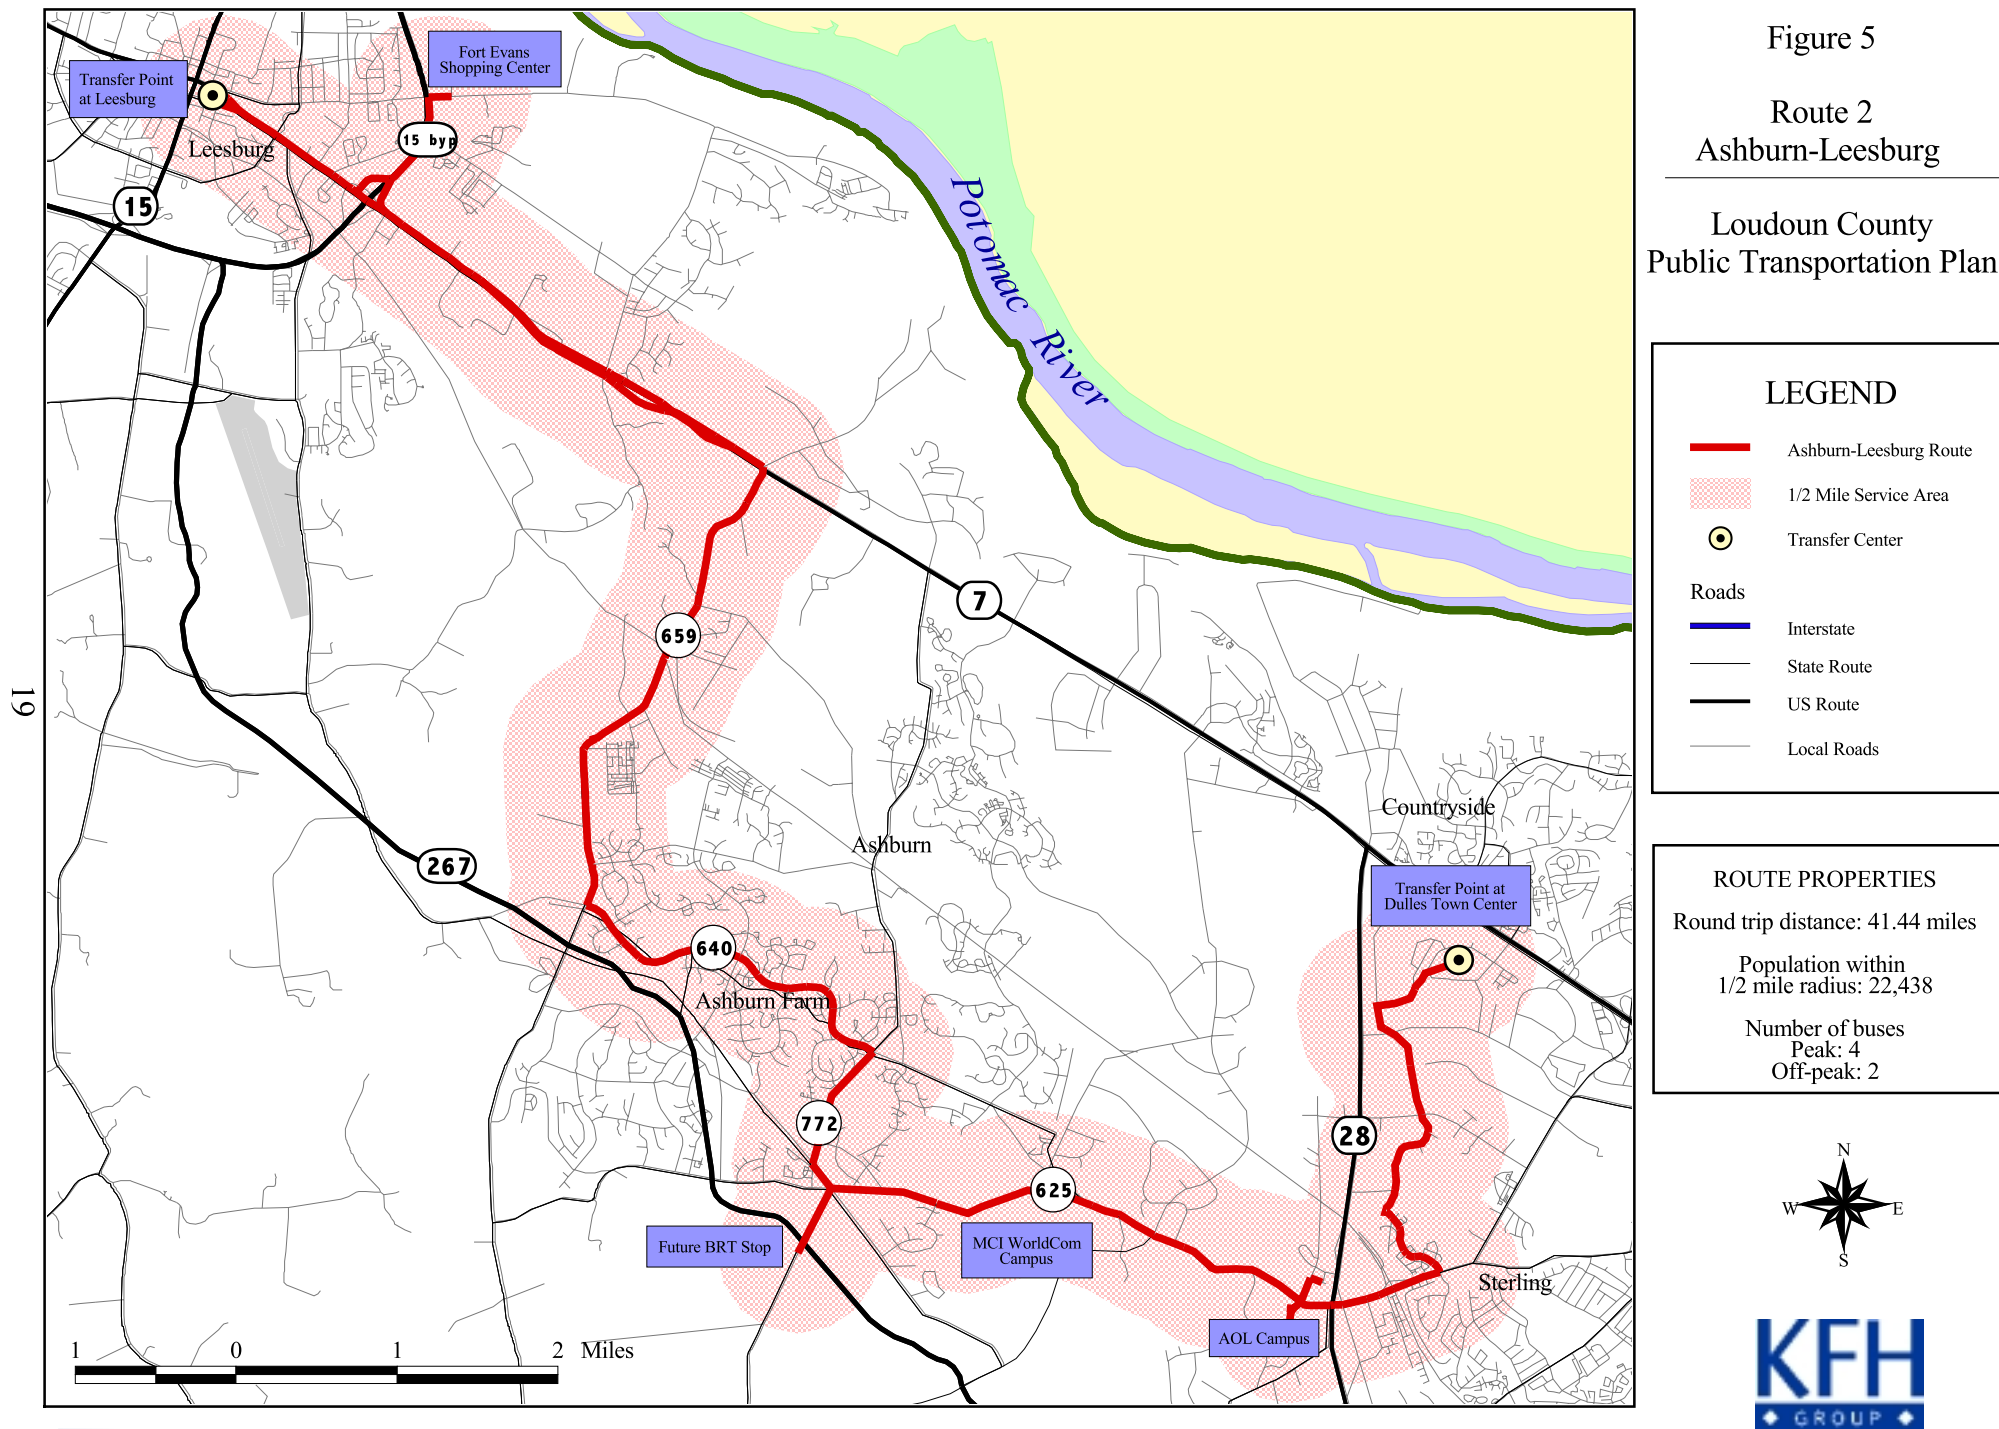 Figure 5
Route 2
Ashburn-Leesburg
Loudoun County
Public Transportation Plan
LEGEND
Ashburn-Leesburg Route
1/2 Mile Service Area
Transfer Center
Roads
Interstate
State Route
US Route
Local Roads
ROUTE PROPERTIES
Round trip distance: 41.44 miles
Population within
1/2 mile radius: 22,438
Number of buses
Peak: 4
Off-peak: 2
N
W
E
S
KFH
GROUP
Fort Evans
Shopping Center
Transfer Point
at Leesburg
15 byp
Leesburg
15
Potomac River
7
659
Countryside
Ashburn
267
Transfer Point at
Dulles Town Center
640
Ashburn Farm
772
28
625
Future BRT Stop
MCI WorldCom
Campus
Sterling
AOL Campus
1 0 1 2 Miles
19